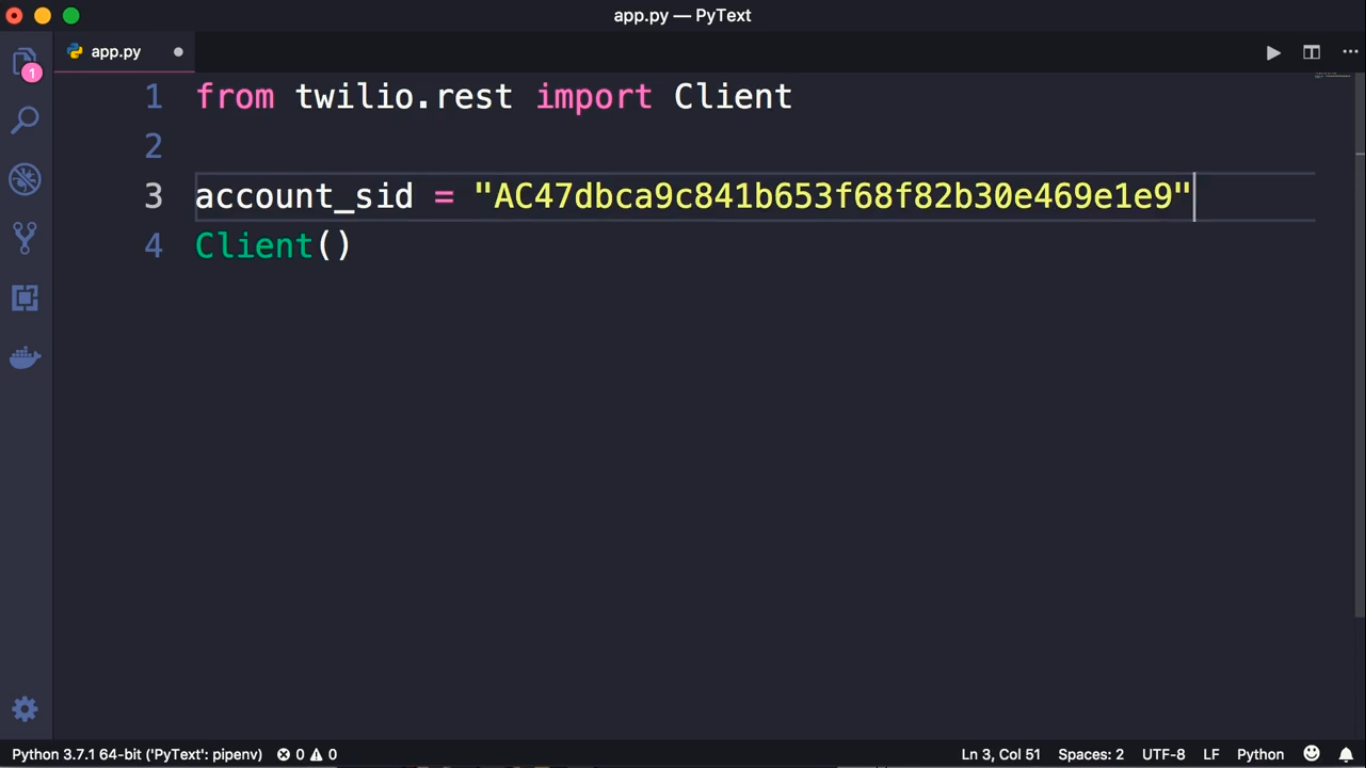 app.py — PyText
app.py
1
1 from twilio.rest import Client
2
3 account_sid = "AC47dbca9c841b653f68f82b30e469e1e9"
4 Client()
Python 3.7.1 64-bit ('PyText': pipenv) 0 0 Ln 3, Col 51 Spaces: 2 UTF-8 LF Python